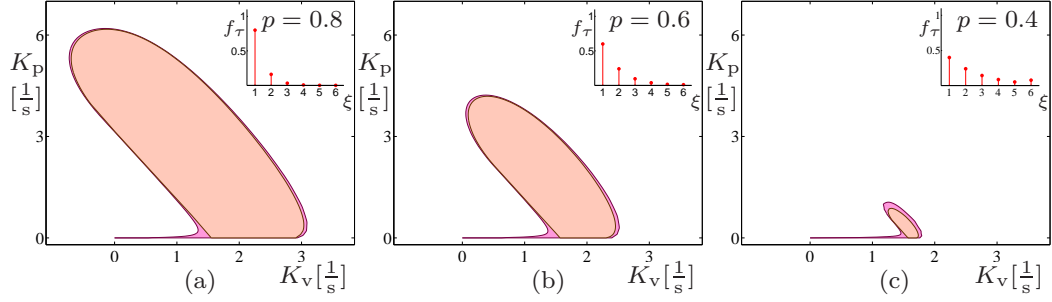 p = 0.8
f_τ
1
0.5
1 2 3 4 5 6
ξ
K_p
[1/s]
6
3
0
0 1 2 3
K_v[1/s]
(a)
p = 0.6
f_τ
1
0.5
1 2 3 4 5 6
ξ
K_p
[1/s]
6
3
0
0 1 2 3
K_v[1/s]
(b)
p = 0.4
f_τ
1
0.5
1 2 3 4 5 6
ξ
K_p
[1/s]
6
3
0
0 1 2 3
K_v[1/s]
(c)